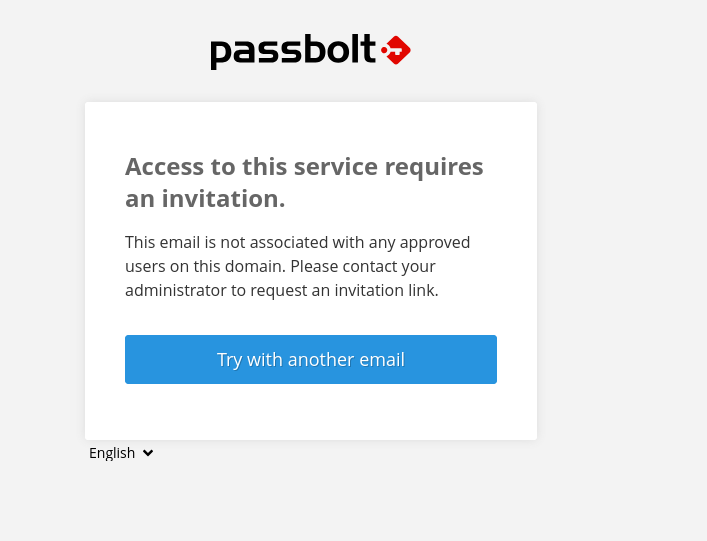 passbolt
Access to this service requires
an invitation.
This email is not associated with any approved
users on this domain. Please contact your
administrator to request an invitation link.
Try with another email
English